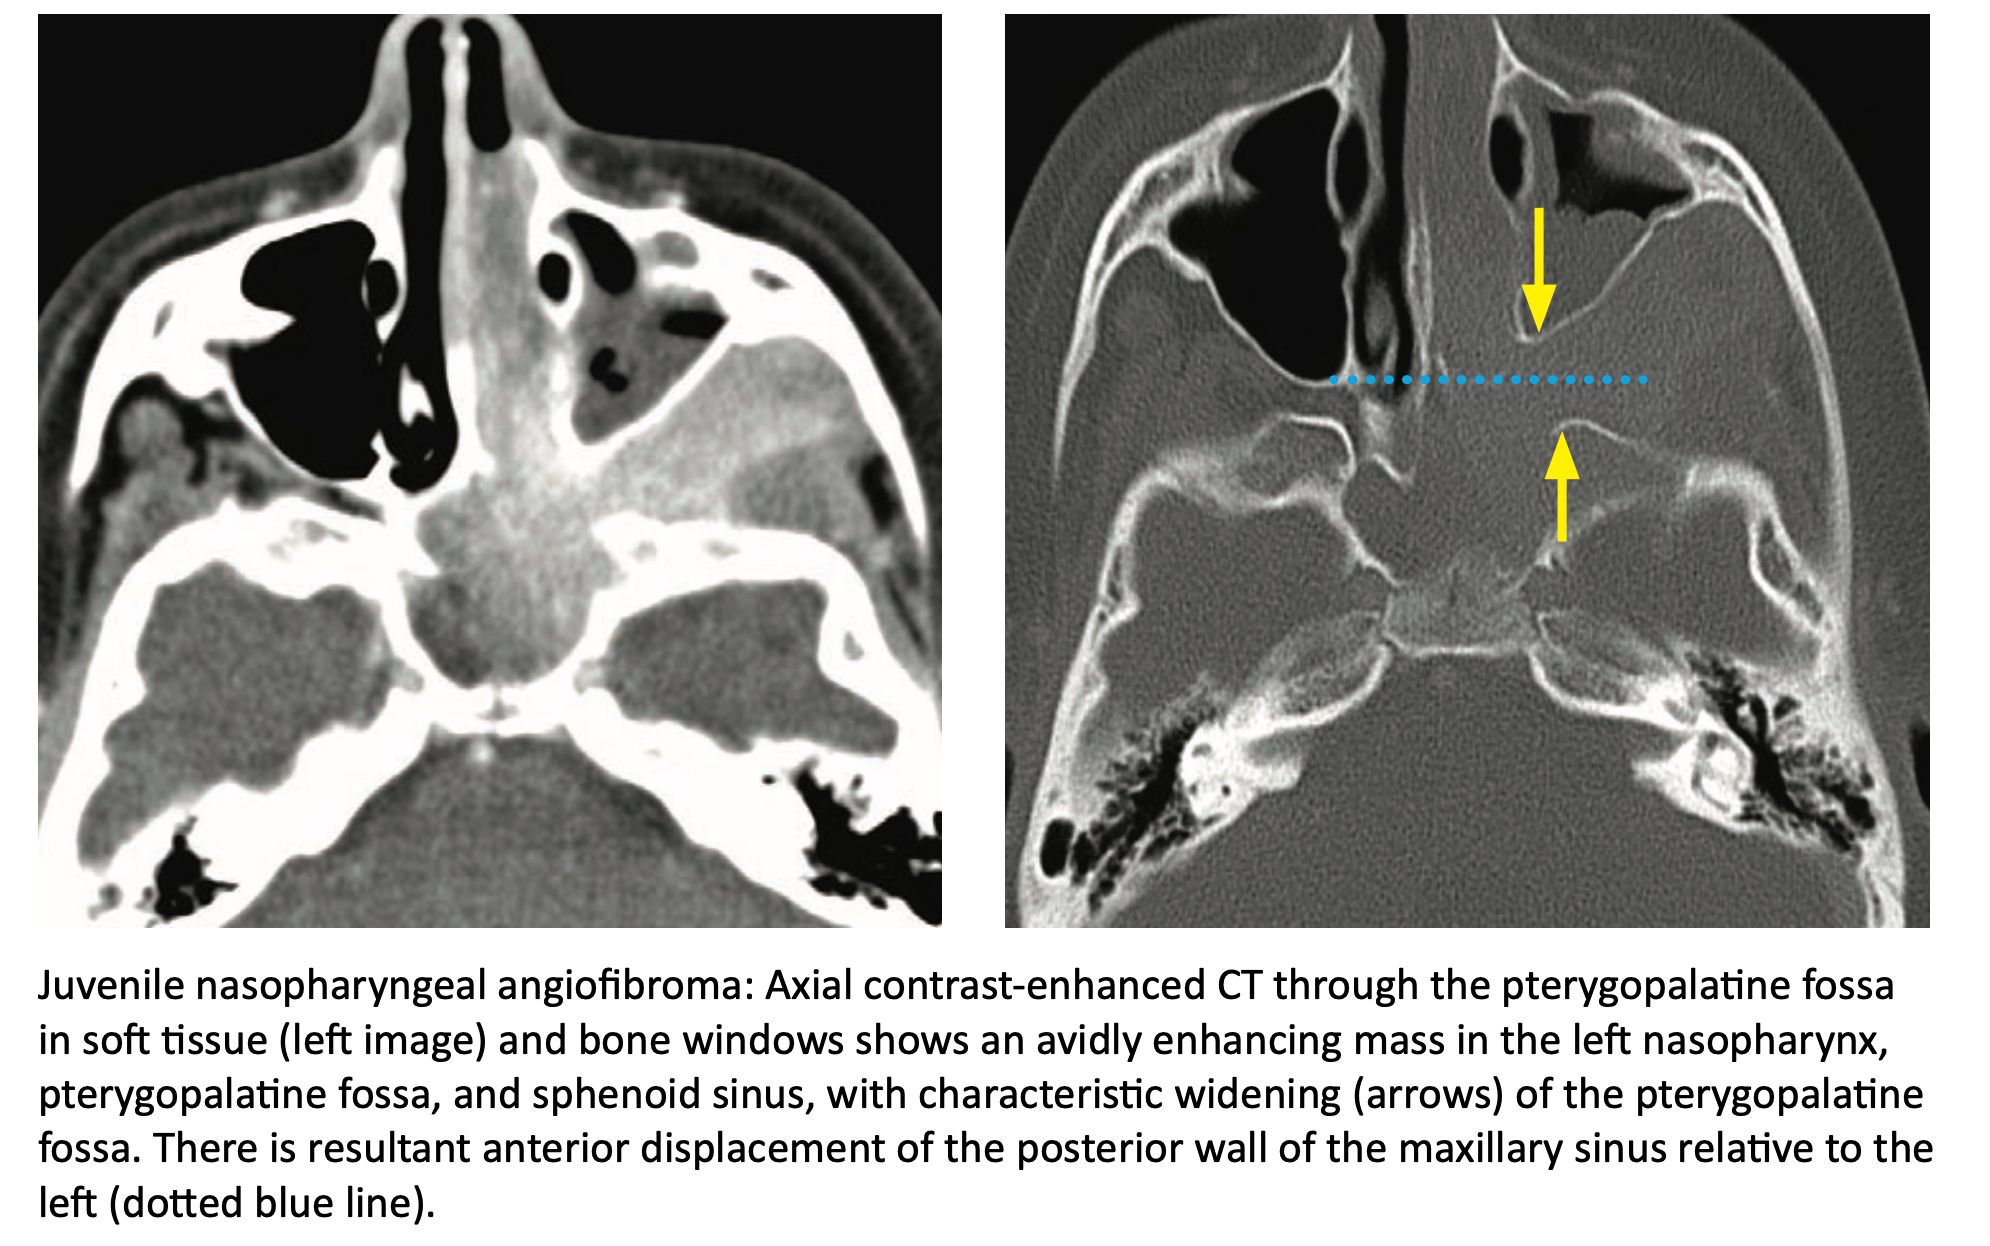 Juvenile nasopharyngeal angiofibroma: Axial contrast-enhanced CT through the pterygopalatine fossa
in soft tissue (left image) and bone windows shows an avidly enhancing mass in the left nasopharynx,
pterygopalatine fossa, and sphenoid sinus, with characteristic widening (arrows) of the pterygopalatine
fossa. There is resultant anterior displacement of the posterior wall of the maxillary sinus relative to the
left (dotted blue line).